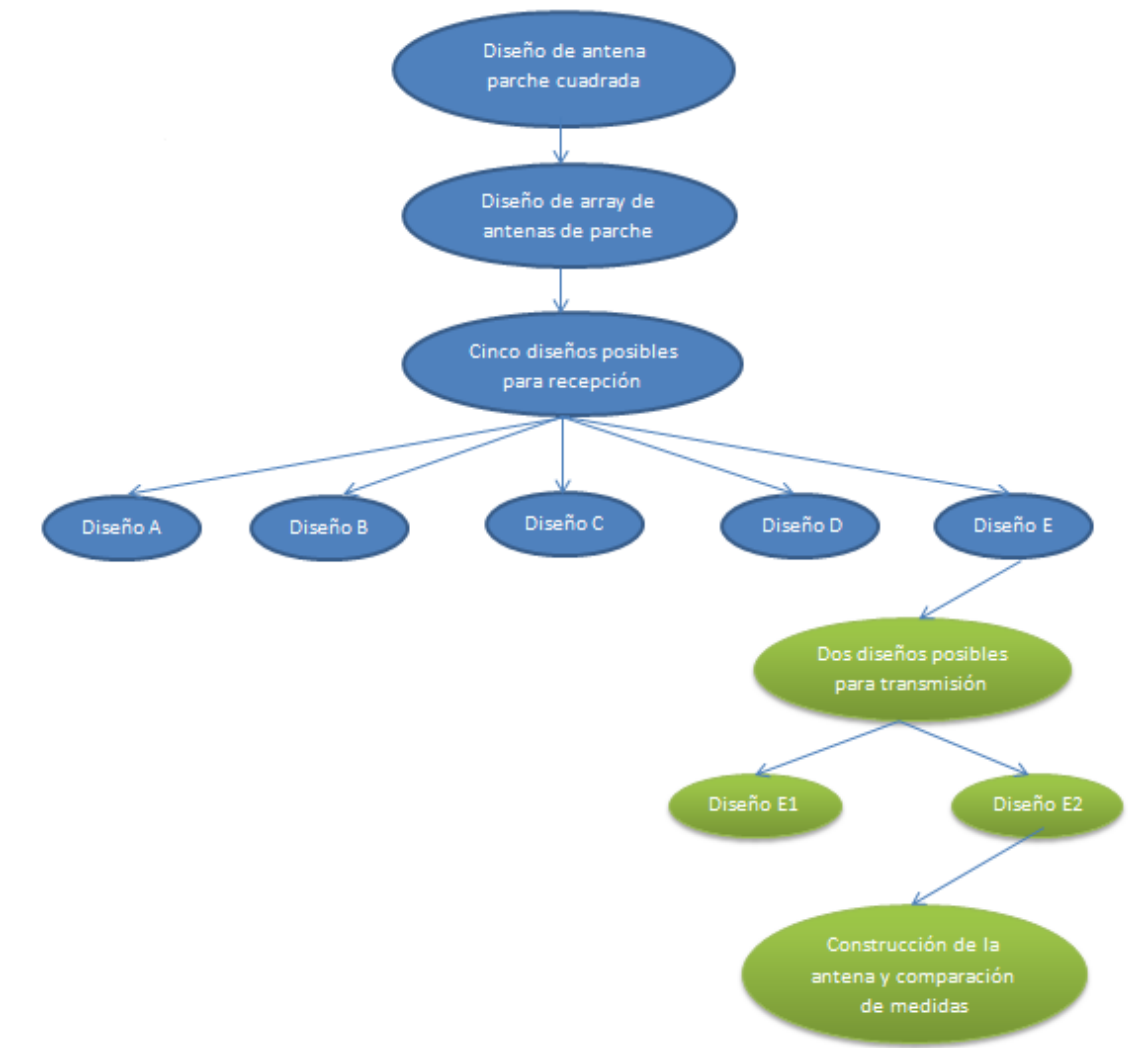 Diseño de antena
parche cuadrada
Diseño de array de
antenas de parche
Cinco diseños posibles
para recepción
Diseño A
Diseño B
Diseño C
Diseño D
Diseño E
Dos diseños posibles
para transmisión
Diseño E1
Diseño E2
Construcción de la
antena y comparación
de medidas